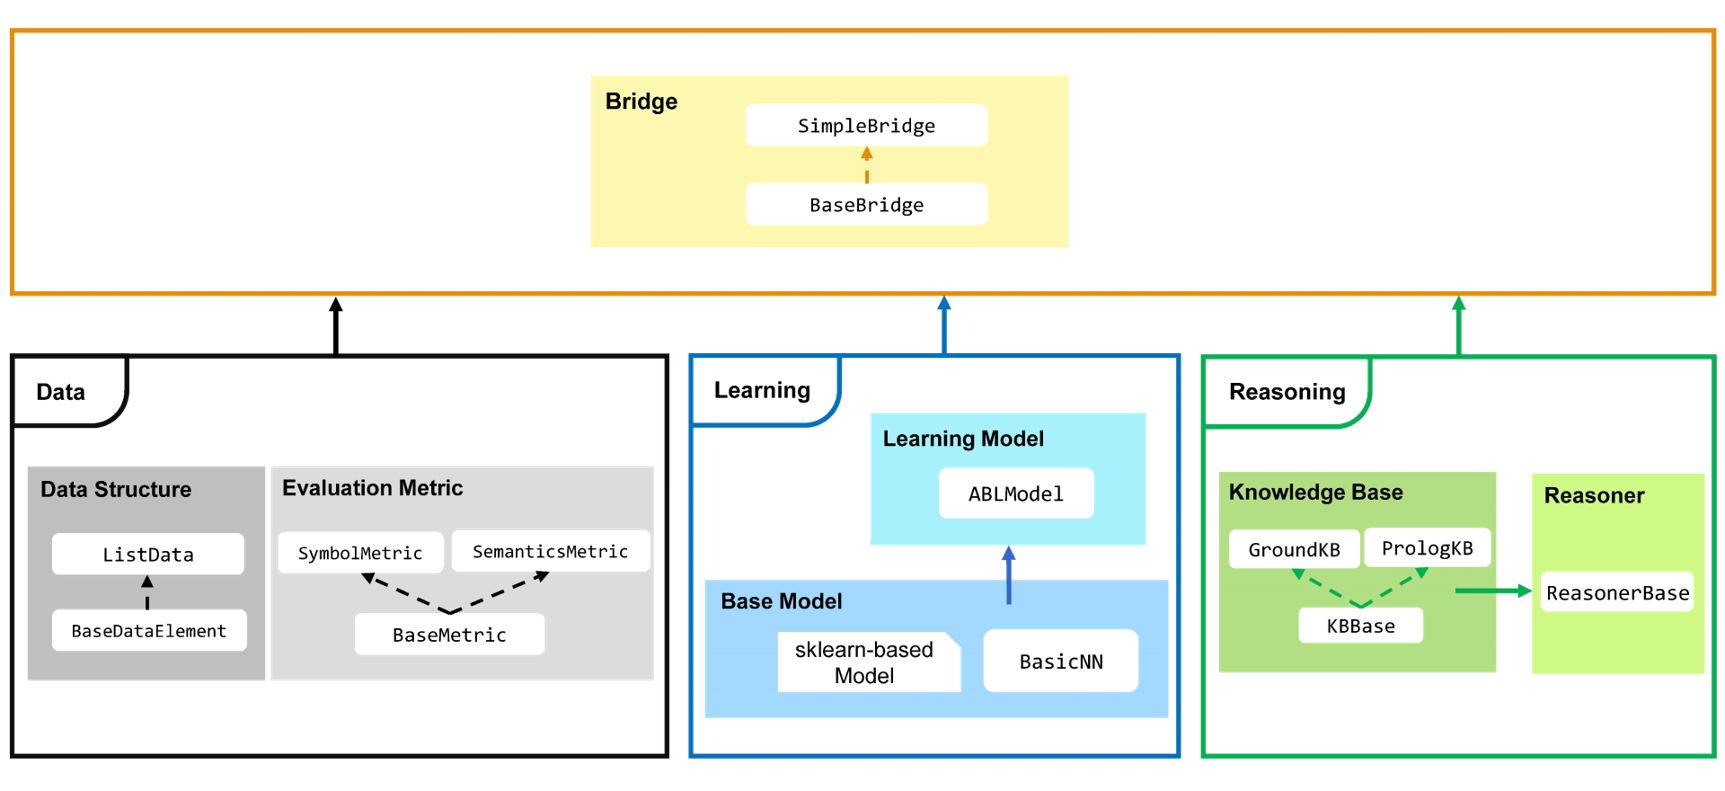 Bridge
SimpleBridge
BaseBridge
Data
Data Structure
ListData
BaseDataElement
Evaluation Metric
SymbolMetric
SemanticsMetric
BaseMetric
Learning
Learning Model
ABLModel
Base Model
sklearn-based
Model
BasicNN
Reasoning
Knowledge Base
GroundKB
PrologKB
KBBase
Reasoner
ReasonerBase